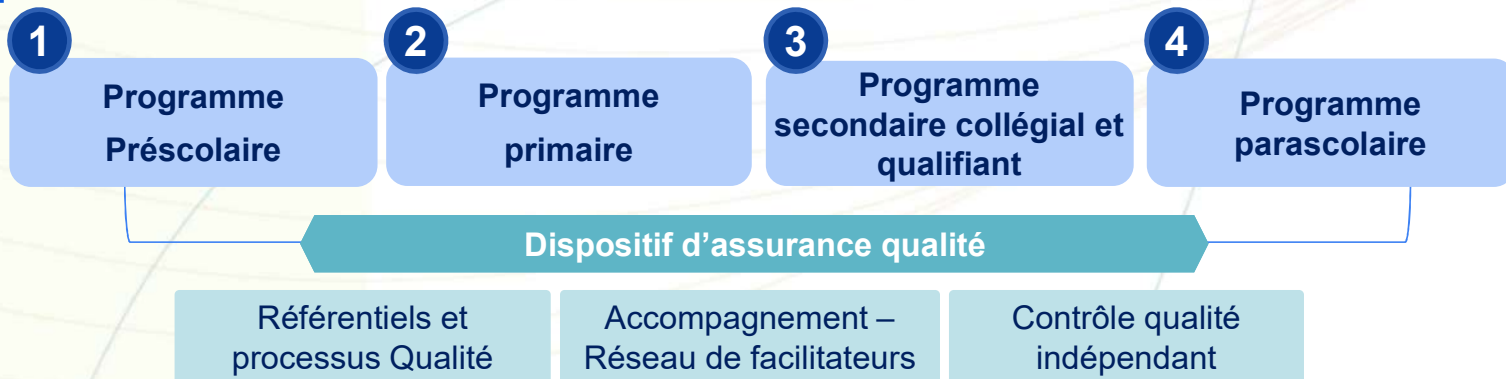 1
Programme
Préscolaire
2
Programme
primaire
3
Programme
secondaire collégial et
qualifiant
4
Programme
parascolaire
Dispositif d’assurance qualité
Référentiels et
processus Qualité
Accompagnement –
Réseau de facilitateurs
Contrôle qualité
indépendant